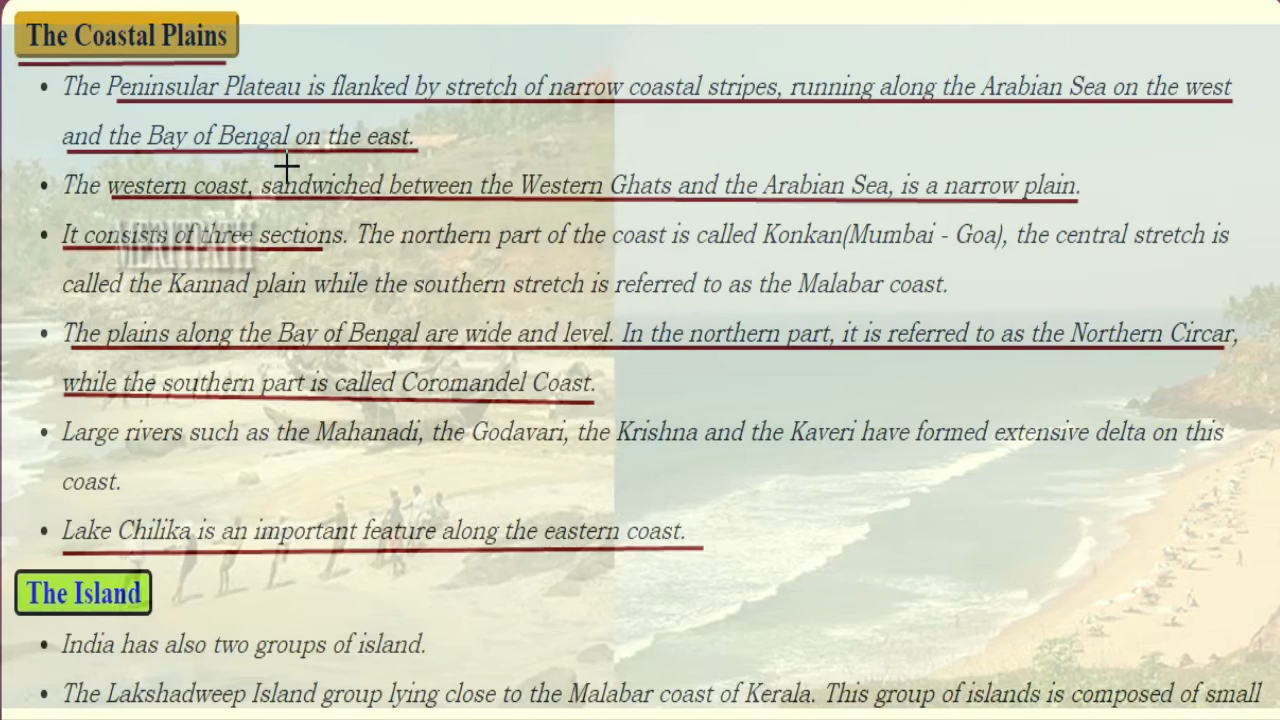 The Coastal Plains
• The Peninsular Plateau is flanked by stretch of narrow coastal stripes, running along the Arabian Sea on the west
and the Bay of Bengal on the east.
• The western coast, sandwiched between the Western Ghats and the Arabian Sea, is a narrow plain.
• It consists of three sections. The northern part of the coast is called Konkan(Mumbai - Goa), the central stretch is
called the Kannad plain while the southern stretch is referred to as the Malabar coast.
• The plains along the Bay of Bengal are wide and level. In the northern part, it is referred to as the Northern Circar,
while the southern part is called Coromandel Coast.
• Large rivers such as the Mahanadi, the Godavari, the Krishna and the Kaveri have formed extensive delta on this
coast.
• Lake Chilika is an important feature along the eastern coast.
The Island
• India has also two groups of island.
• The Lakshadweep Island group lying close to the Malabar coast of Kerala. This group of islands is composed of small